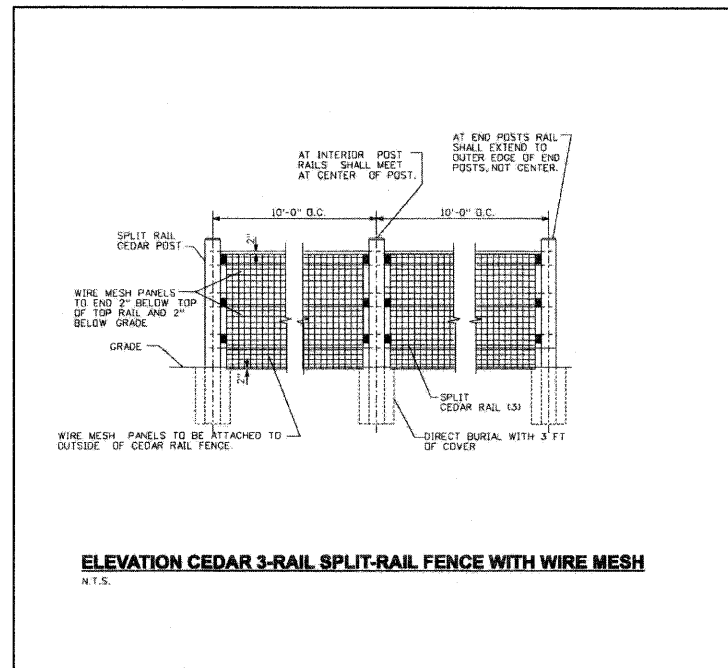 AT INTERIOR POST
RAILS SHALL MEET
AT CENTER OF POST.
AT END POSTS RAIL
SHALL EXTEND TO
OUTER EDGE OF END
POSTS, NOT CENTER.
10'-0" O.C.
10'-0" O.C.
SPLIT RAIL
CEDAR POST
2"
WIRE MESH PANELS
TO END 2" BELOW TOP
OF TOP RAIL AND 2"
BELOW GRADE
GRADE
2"
SPLIT
CEDAR RAIL (3)
WIRE MESH PANELS TO BE ATTACHED TO
OUTSIDE OF CEDAR RAIL FENCE.
DIRECT BURIAL WITH 3 FT
OF COVER
ELEVATION CEDAR 3-RAIL SPLIT-RAIL FENCE WITH WIRE MESH
N.T.S.